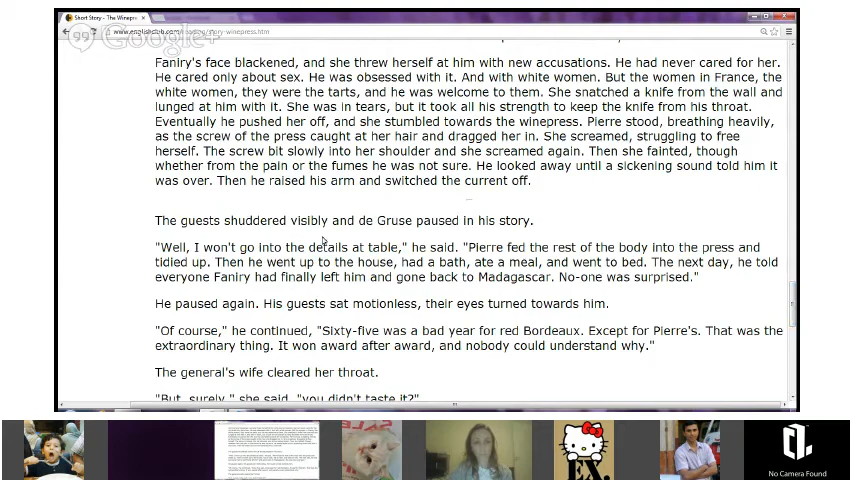 Short Story - The Winepre
www.englishclub.com/reading/story-winepress.htm
Google+
Faniry's face blackened, and she threw herself at him with new accusations. He had never cared for her.
He cared only about sex. He was obsessed with it. And with white women. But the women in France, the
white women, they were the tarts, and he was welcome to them. She snatched a knife from the wall and
lunged at him with it. She was in tears, but it took all his strength to keep the knife from his throat.
Eventually he pushed her off, and she stumbled towards the winepress. Pierre stood, breathing heavily,
as the screw of the press caught at her hair and dragged her in. She screamed, struggling to free
herself. The screw bit slowly into her shoulder and she screamed again. Then she fainted, though
whether from the pain or the fumes he was not sure. He looked away until a sickening sound told him it
was over. Then he raised his arm and switched the current off.
The guests shuddered visibly and de Gruse paused in his story.
"Well, I won't go into the details at table," he said. "Pierre fed the rest of the body into the press and
tidied up. Then he went up to the house, had a bath, ate a meal, and went to bed. The next day, he told
everyone Faniry had finally left him and gone back to Madagascar. No-one was surprised."
He paused again. His guests sat motionless, their eyes turned towards him.
"Of course," he continued, "Sixty-five was a bad year for red Bordeaux. Except for Pierre's. That was the
extraordinary thing. It won award after award, and nobody could understand why."
The general's wife cleared her throat.
"But, surely," she said, "you didn't taste it?"
EX.
No Camera Found